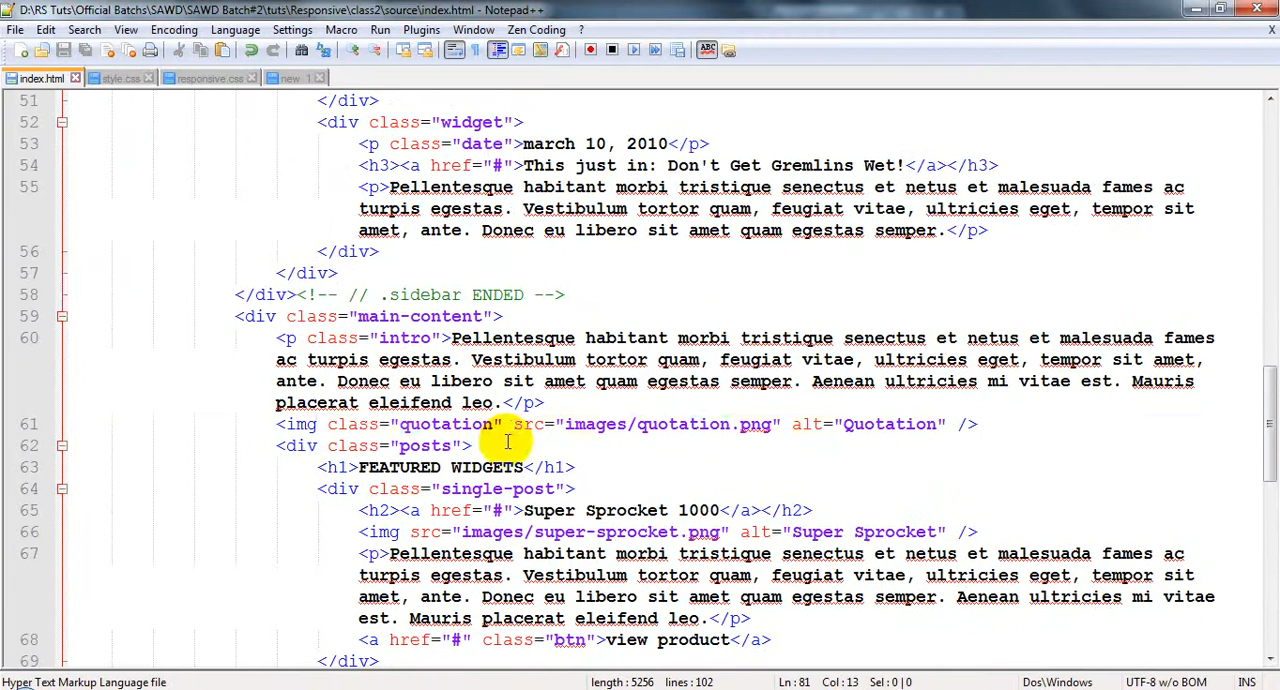 D:\RS Tuts\Official Batchs\SAWD\SAWD Batch#2\tuts\Responsive\class2\source\index.html - Notepad++
File Edit Search View Encoding Language Settings Macro Run Plugins Window Zen Coding ? X
index.html style.css responsive.css new 1
51 </div>
52 <div class="widget">
53 <p class="date">march 10, 2010</p>
54 <h3><a href="#">This just in: Don't Get Gremlins Wet!</a></h3>
55 <p>Pellentesque habitant morbi tristique senectus et netus et malesuada fames ac
turpis egestas. Vestibulum tortor quam, feugiat vitae, ultricies eget, tempor sit
amet, ante. Donec eu libero sit amet quam egestas semper.</p>
56 </div>
57 </div>
58 </div><!-- // .sidebar ENDED -->
59 <div class="main-content">
60 <p class="intro">Pellentesque habitant morbi tristique senectus et netus et malesuada fames
ac turpis egestas. Vestibulum tortor quam, feugiat vitae, ultricies eget, tempor sit amet,
ante. Donec eu libero sit amet quam egestas semper. Aenean ultricies mi vitae est. Mauris
placerat eleifend leo.</p>
61 <img class="quotation" src="images/quotation.png" alt="Quotation" />
62 <div class="posts">
63 <h1>FEATURED WIDGETS</h1>
64 <div class="single-post">
65 <h2><a href="#">Super Sprocket 1000</a></h2>
66 <img src="images/super-sprocket.png" alt="Super Sprocket" />
67 <p>Pellentesque habitant morbi tristique senectus et netus et malesuada fames ac
turpis egestas. Vestibulum tortor quam, feugiat vitae, ultricies eget, tempor sit
amet, ante. Donec eu libero sit amet quam egestas semper. Aenean ultricies mi vitae
est. Mauris placerat eleifend leo.</p>
68 <a href="#" class="btn">view product</a>
69 </div>
Hyper Text Markup Language file length : 5256 lines : 102 Ln : 81 Col : 13 Sel : 0 | 0 Dos\Windows UTF-8 w/o BOM INS